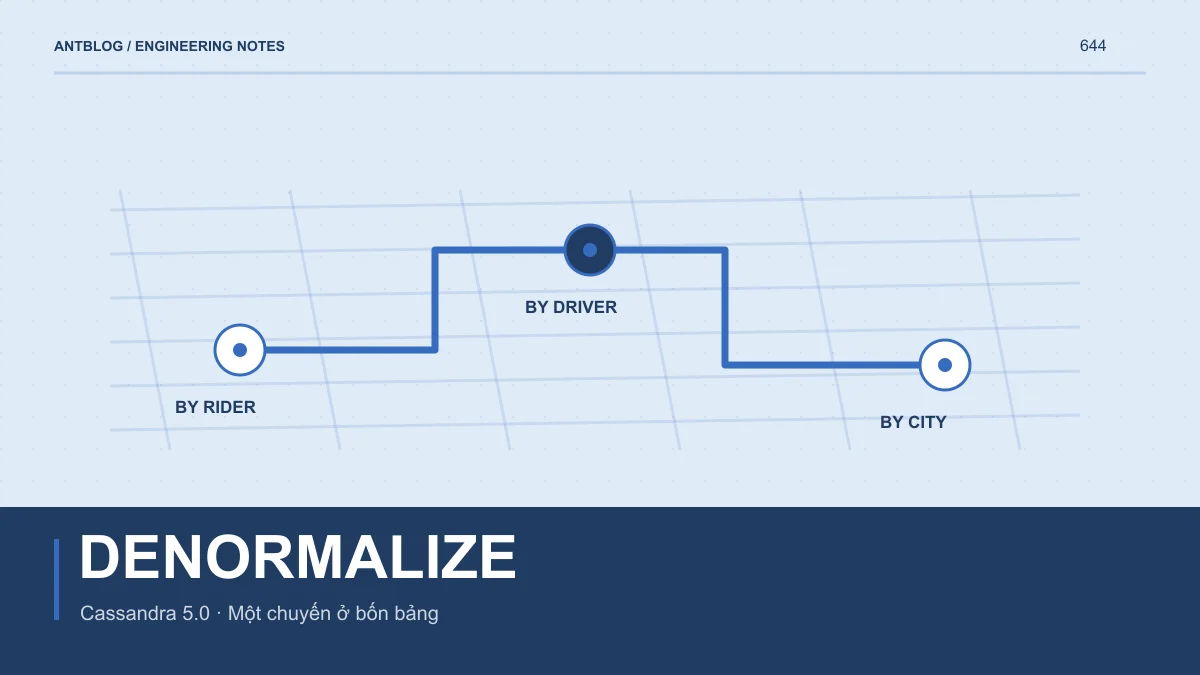 ANTBLOG / ENGINEERING NOTES
644
BY DRIVER
BY RIDER
BY CITY
DENORMALIZE
Cassandra 5.0 · Một chuyến ở bốn bảng